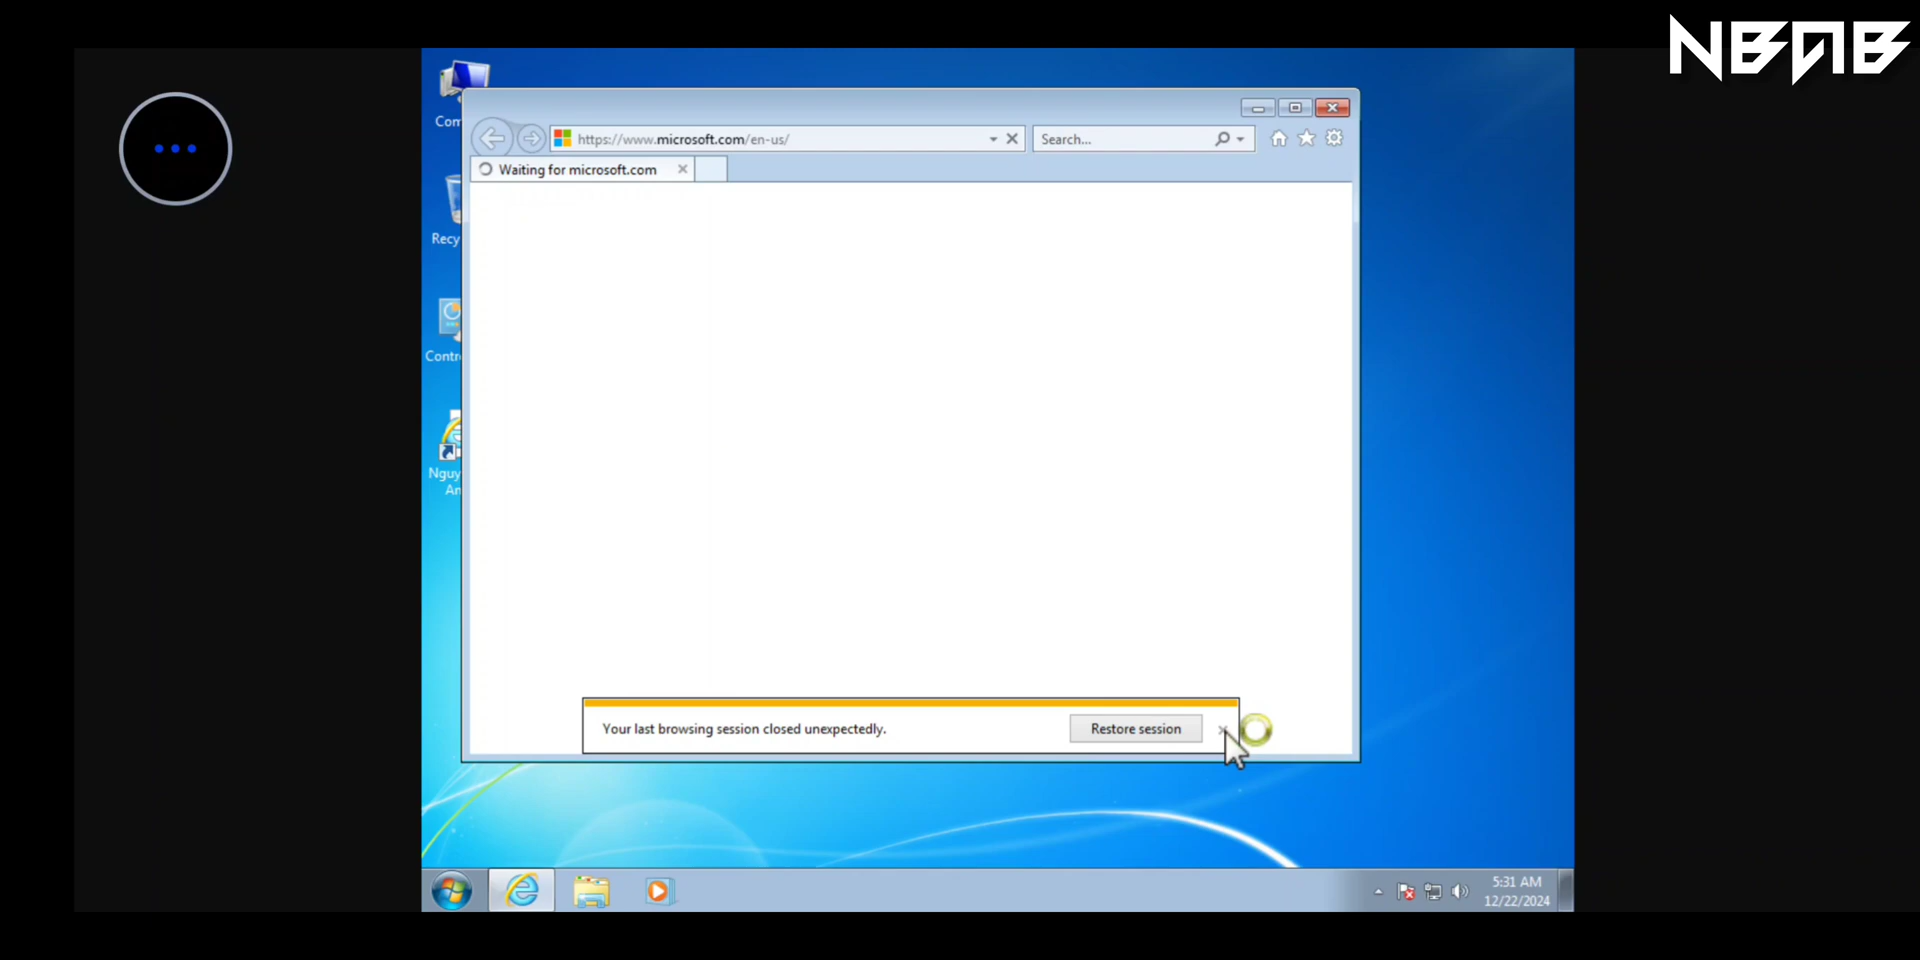 NBAB
Com
https://www.microsoft.com/en-us/
Search...
Waiting for microsoft.com
Recy
Contr
Nguy
An
Your last browsing session closed unexpectedly.
Restore session
5:31 AM
12/22/2024